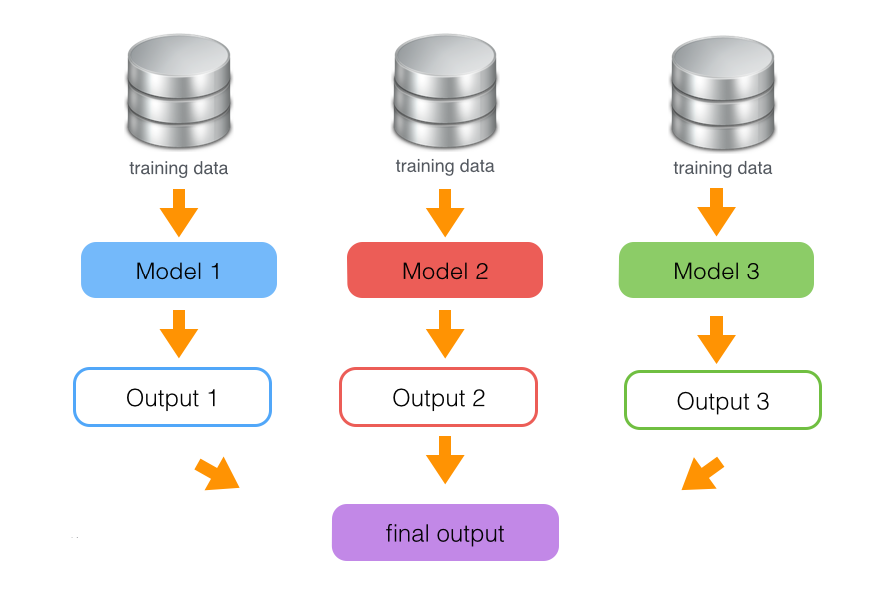 training data
training data
training data
Model 1
Model 2
Model 3
Output 1
Output 2
Output 3
final output